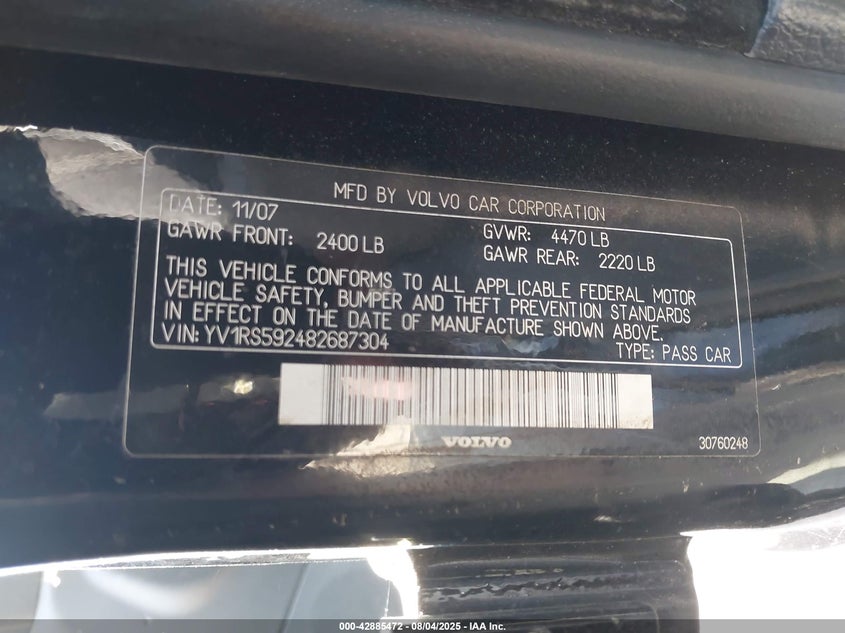 MFD BY VOLVO CAR CORPORATION
DATE: 11/07
GVWR: 4470 LB
GAWR FRONT: 2400 LB
GAWR REAR: 2220 LB
THIS VEHICLE CONFORMS TO ALL APPLICABLE FEDERAL MOTOR
VEHICLE SAFETY, BUMPER AND THEFT PREVENTION STANDARDS
IN EFFECT ON THE DATE OF MANUFACTURE SHOWN ABOVE.
VIN: YV1RS592482687304
TYPE: PASS CAR
VOLVO
30760248
000-42885472 - 08/04/2025 - IAA Inc.